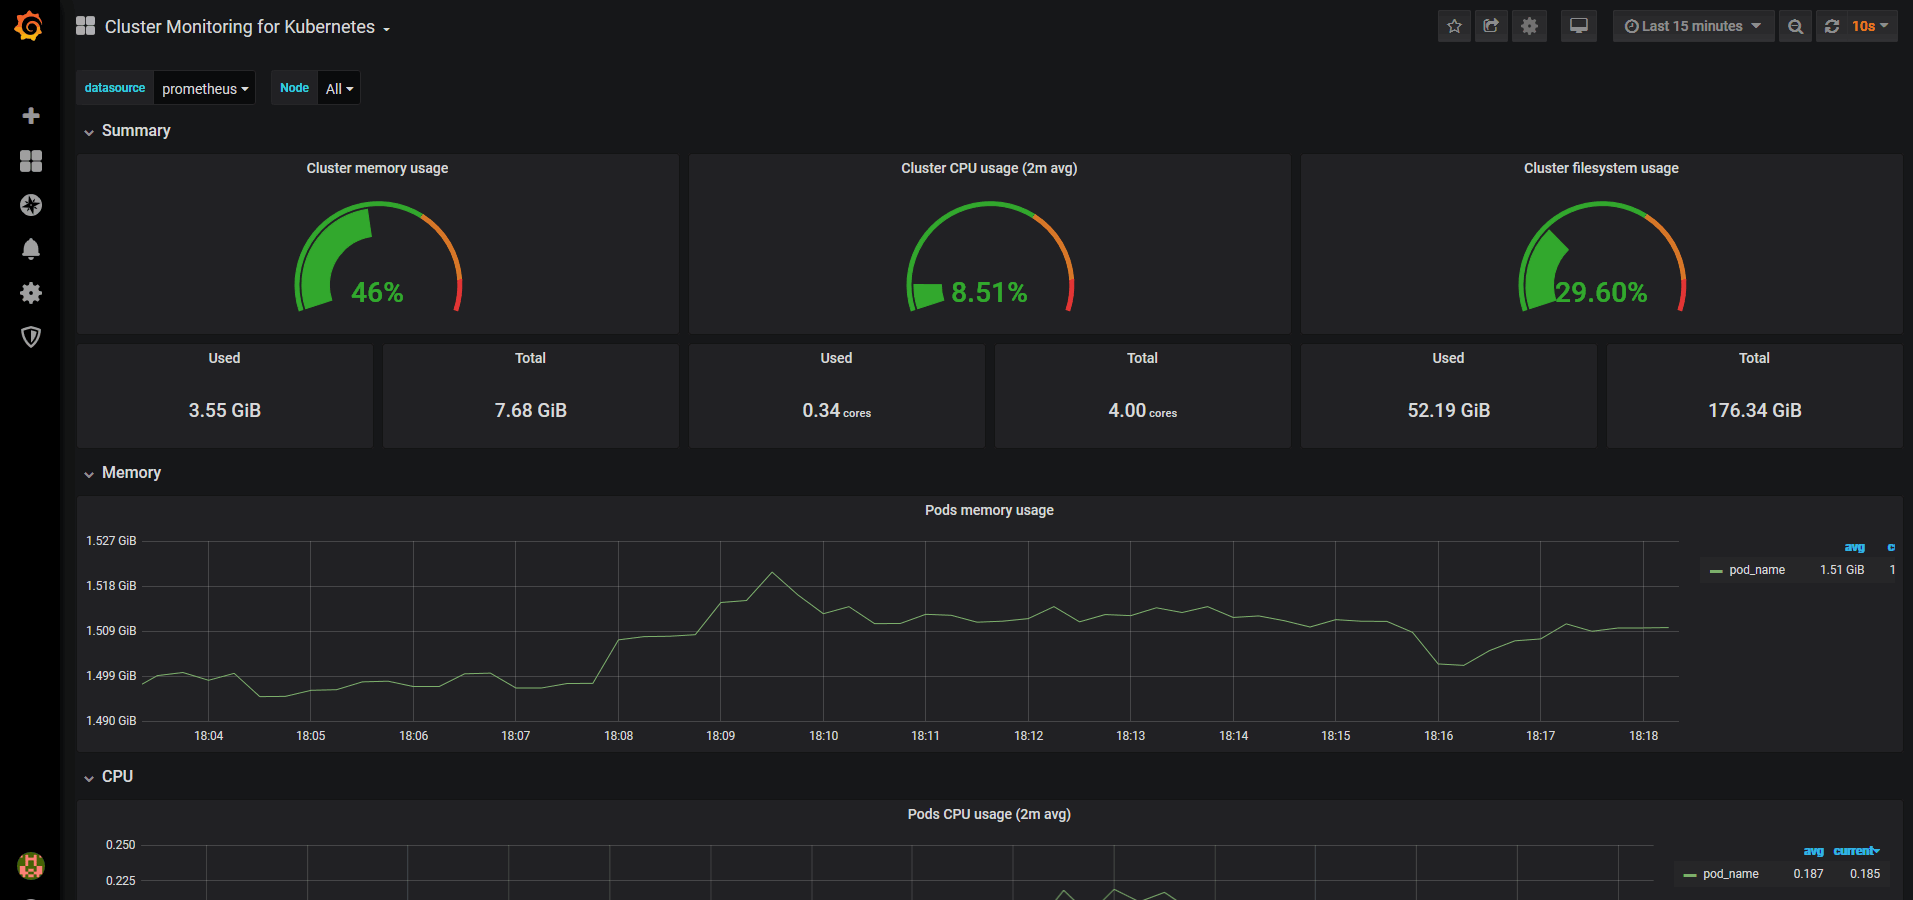 Cluster Monitoring for Kubernetes
Last 15 minutes
10s
datasource prometheus
Node All
Summary
Cluster memory usage
Cluster CPU usage (2m avg)
Cluster filesystem usage
46%
8.51%
29.60%
Used
Total
Used
Total
Used
Total
3.55 GiB
7.68 GiB
0.34 cores
4.00 cores
52.19 GiB
176.34 GiB
Memory
Pods memory usage
1.527 GiB
1.518 GiB
1.509 GiB
1.499 GiB
1.490 GiB
18:04 18:05 18:06 18:07 18:08 18:09 18:10 18:11 18:12 18:13 18:14 18:15 18:16 18:17 18:18
avg c
pod_name 1.51 GiB 1
CPU
Pods CPU usage (2m avg)
0.250
0.225
avg current
pod_name 0.187 0.185